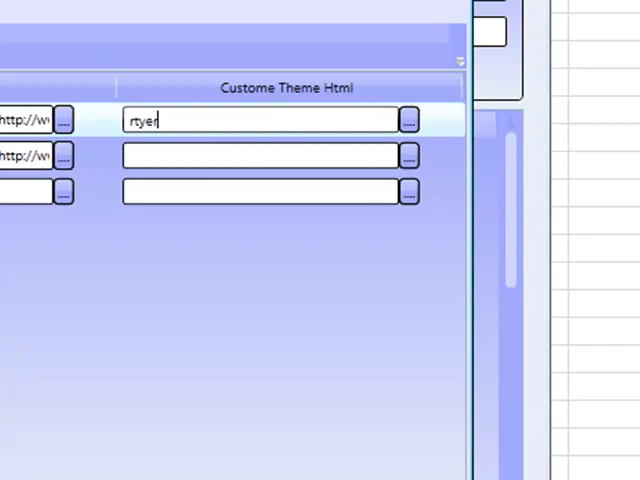 Custome Theme Html
http://w .... rtyer ....
http://w .... ....
.... ....